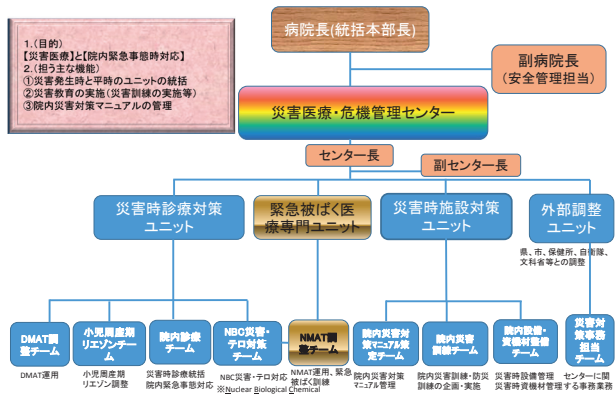 病院長(統括本部長)
1.(目的)
【災害医療】と【院内緊急事態時対応】
2.(担う主な機能)
①災害発生時と平時のユニットの統括
②災害教育の実施(災害訓練の実施等)
③院内災害対策マニュアルの管理
副病院長
(安全管理担当)
災害医療・危機管理センター
センター長
副センター長
災害時診療対策
ユニット
緊急被ばく医
療専門ユニット
災害時施設対策
ユニット
外部調整
ユニット
県、市、保健所、自衛隊、
文科省等との調整
DMAT調
整チーム
DMAT運用
小児周産期
リエゾンチー
ム
小児周産期
リエゾン調整
院内診療
チーム
災害時診療統括
院内緊急事態対応
NBC災害・
テロ対策
チーム
NBC災害・テロ対応
※Nuclear Biological Chemical
NMAT調
整チーム
NMAT運用、緊急
被ばく訓練
院内災害対
策マニュアル策
定チーム
院内災害対策
マニュアル管理
院内災害
訓練チーム
院内災害訓練・防災
訓練の企画・実施
院内設備・
資機材整備
チーム
災害時設備管理
災害時資機材管理
災害対
策事務
担当チ
ーム
センターに関
する事務業務